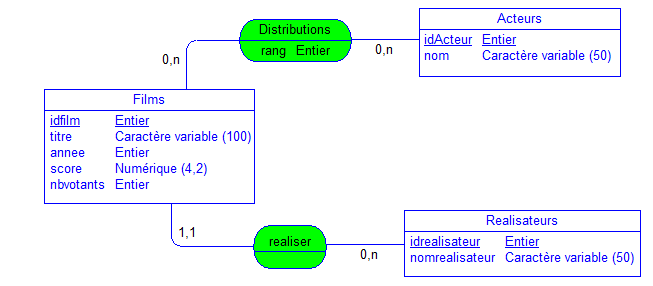 Distributions
rang Entier
0,n
0,n
Acteurs
idActeur Entier
nom Caractère variable (50)
Films
idfilm Entier
titre Caractère variable (100)
annee Entier
score Numérique (4,2)
nbvotants Entier
1,1
realiser
0,n
Realisateurs
idrealisateur Entier
nomrealisateur Caractère variable (50)